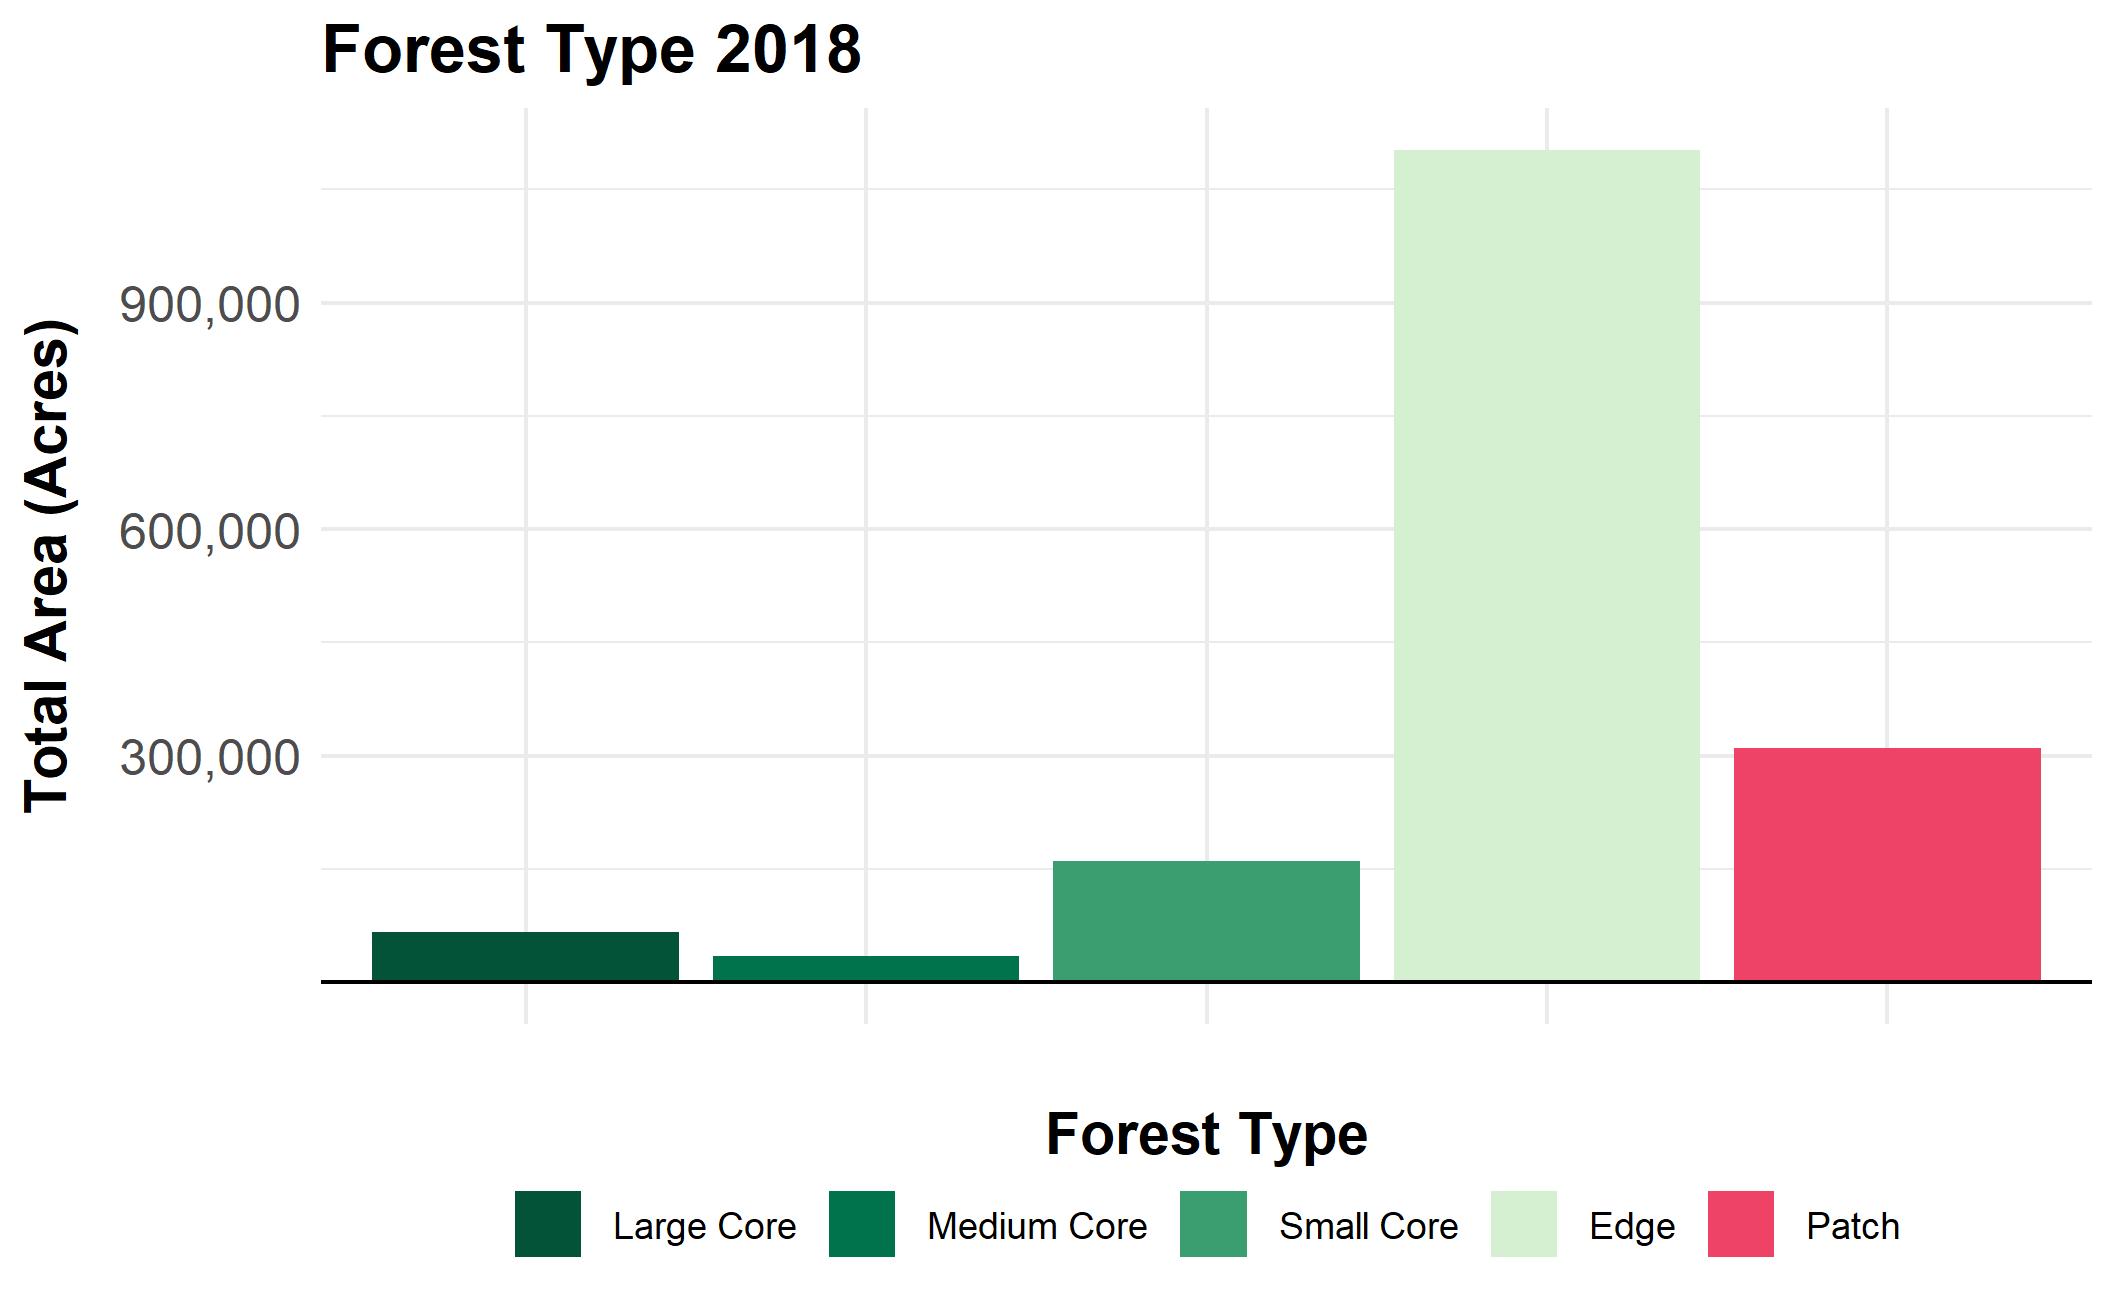 Forest Type 2018
Total Area (Acres)
900,000
600,000
300,000
Forest Type
Large Core
Medium Core
Small Core
Edge
Patch